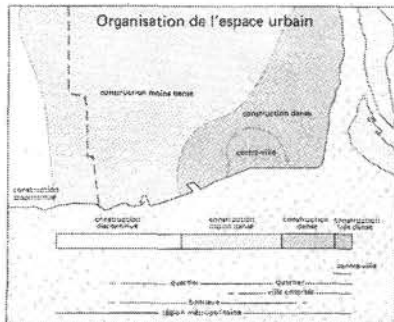 Organisation de l'espace urbain
construction moins dense
construction dense
centre-ville
construction
discontinue
construction
discontinue
construction
moins dense
construction
dense
construction
très dense
centre-ville
quartier
quartier
ville centrale
banlieue
région métropolitaine